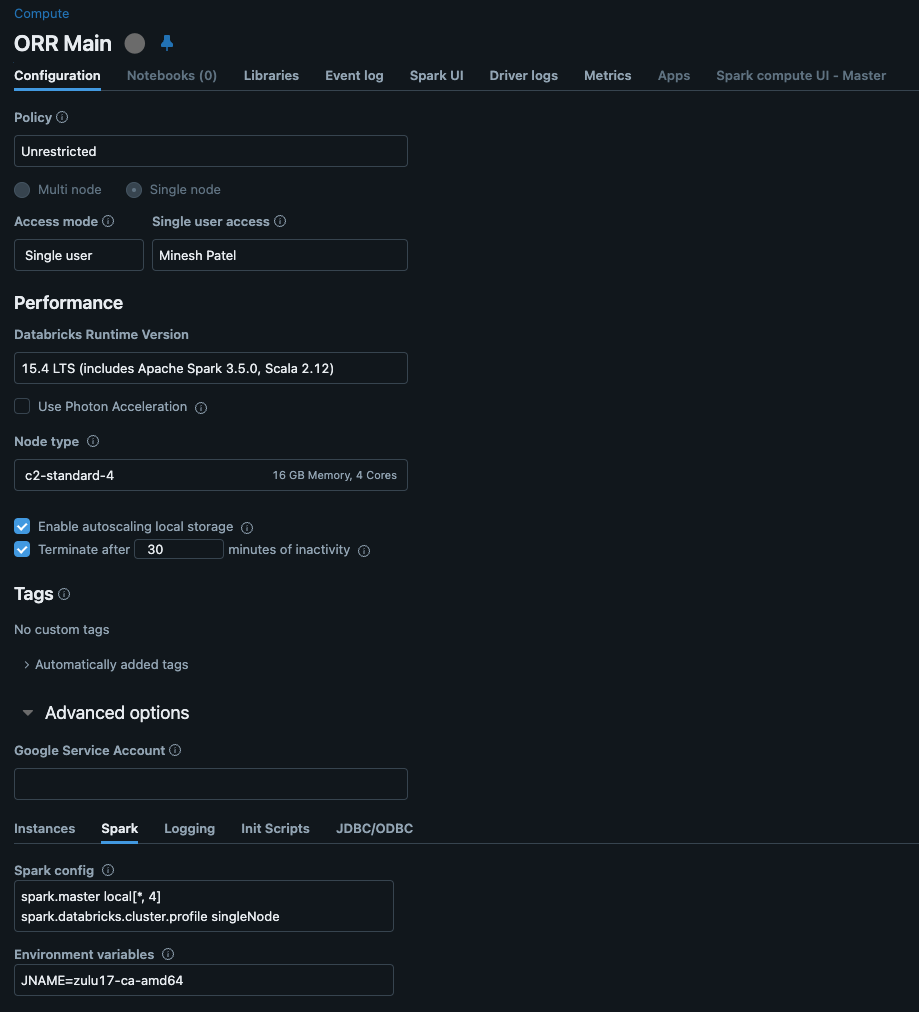 Compute
ORR Main
Configuration Notebooks (0) Libraries Event log Spark UI Driver logs Metrics Apps Spark compute UI - Master
Policy
Unrestricted
Multi node Single node
Access mode Single user access
Single user Minesh Patel
Performance
Databricks Runtime Version
15.4 LTS (includes Apache Spark 3.5.0, Scala 2.12)
Use Photon Acceleration
Node type
c2-standard-4 16 GB Memory, 4 Cores
Enable autoscaling local storage
Terminate after 30 minutes of inactivity
Tags
No custom tags
Automatically added tags
Advanced options
Google Service Account
Instances Spark Logging Init Scripts JDBC/ODBC
Spark config
spark.master local[*, 4]
spark.databricks.cluster.profile singleNode
Environment variables
JNAME=zulu17-ca-amd64